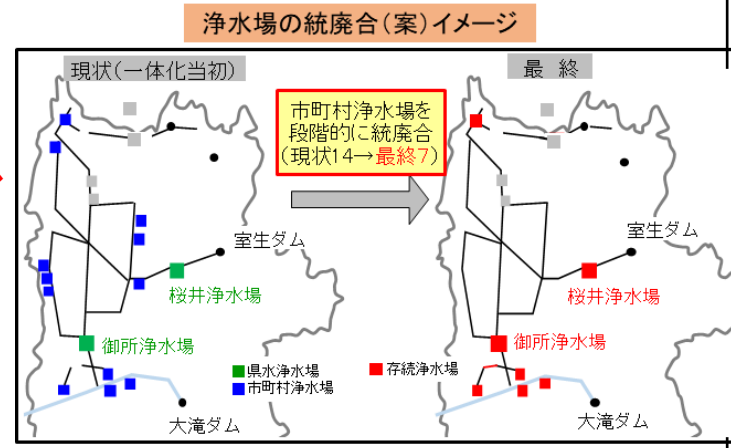 浄水場の統廃合(案)イメージ
現状(一体化当初)
最 終
市町村浄水場を
段階的に統廃合
(現状14→最終7)
室生ダム
桜井浄水場
御所浄水場
県水浄水場
市町村浄水場
大滝ダム
室生ダム
桜井浄水場
御所浄水場
存続浄水場
大滝ダム